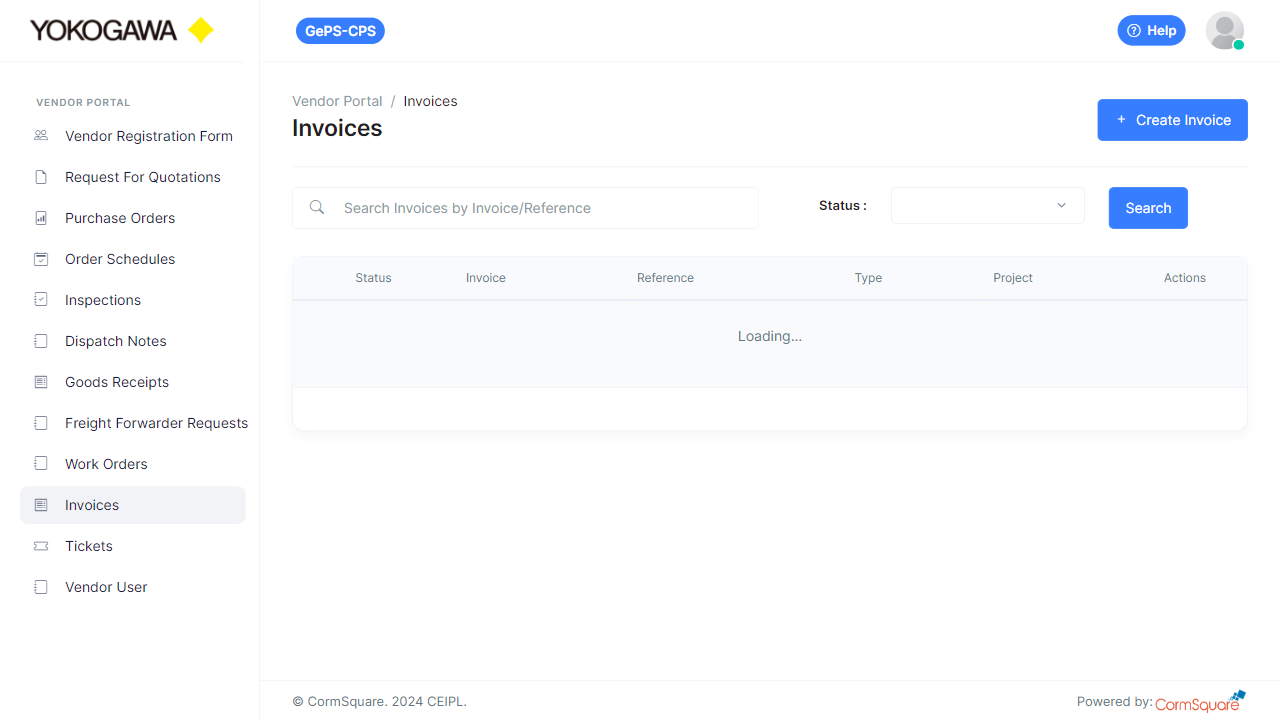 YOKOGAWA
GePS-CPS
Help
VENDOR PORTAL
Vendor Registration Form
Request For Quotations
Purchase Orders
Order Schedules
Inspections
Dispatch Notes
Goods Receipts
Freight Forwarder Requests
Work Orders
Invoices
Tickets
Vendor User
Vendor Portal / Invoices
Invoices
+ Create Invoice
Search Invoices by Invoice/Reference
Status :
Search
Status Invoice Reference Type Project Actions
Loading...
© CormSquare. 2024 CEIPL.
Powered by: CormSquare